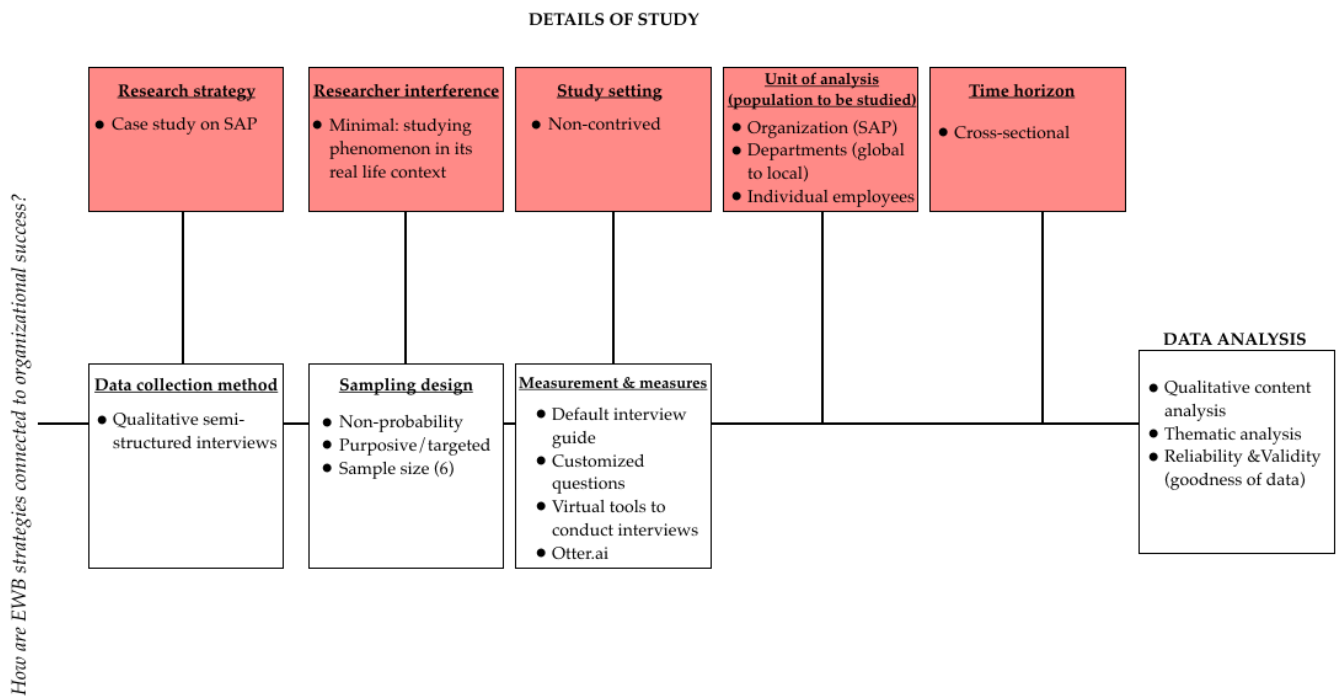 DETAILS OF STUDY
Research strategy
● Case study on SAP
Researcher interference
● Minimal: studying
phenomenon in its
real life context
Study setting
● Non-contrived
Unit of analysis
(population to be studied)
● Organization (SAP)
● Departments (global
to local)
● Individual employees
Time horizon
● Cross-sectional
How are EWB strategies connected to organizational success?
Data collection method
● Qualitative semi-
structured interviews
Sampling design
● Non-probability
● Purposive/targeted
● Sample size (6)
Measurement & measures
● Default interview
guide
● Customized
questions
● Virtual tools to
conduct interviews
● Otter.ai
DATA ANALYSIS
● Qualitative content
analysis
● Thematic analysis
● Reliability &Validity
(goodness of data)